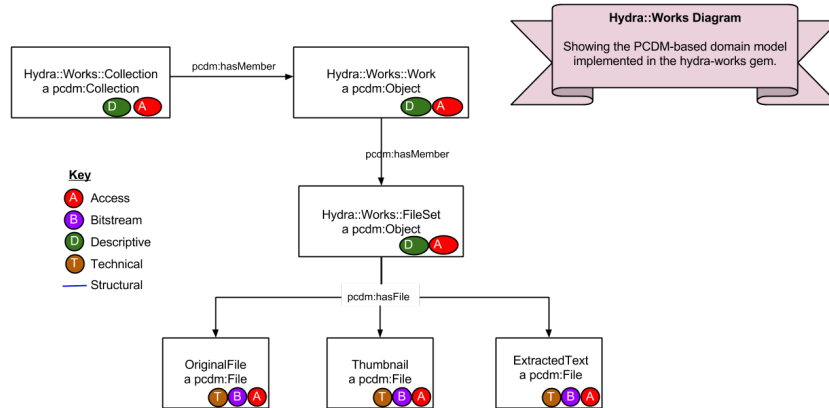 Hydra::Works Diagram
Showing the PCDM-based domain model
implemented in the hydra-works gem.
Hydra::Works::Collection
a pcdm:Collection
D A
pcdm:hasMember
Hydra::Works::Work
a pcdm:Object
D A
pcdm:hasMember
Key
A Access
B Bitstream
D Descriptive
T Technical
Structural
Hydra::Works::FileSet
a pcdm:Object
D A
pcdm:hasFile
OriginalFile
a pcdm:File
T B A
Thumbnail
a pcdm:File
T B A
ExtractedText
a pcdm:File
T B A